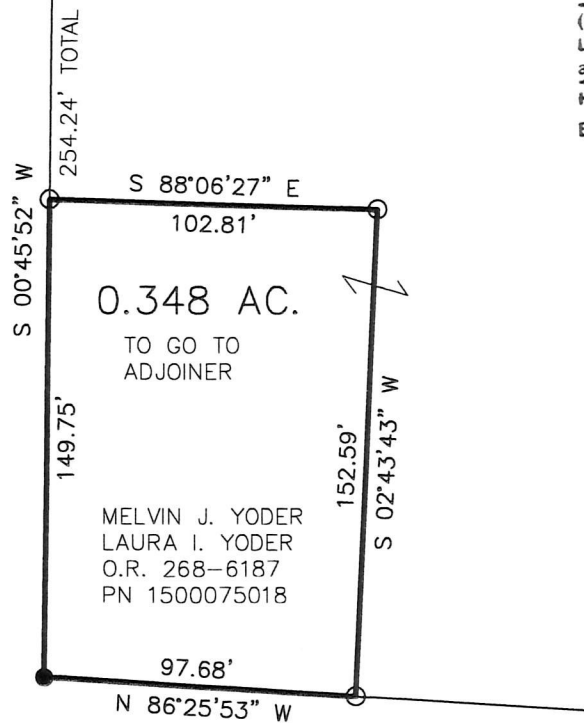 254.24' TOTAL
S 00°45'52" W
S 88°06'27" E
102.81'
0.348 AC.
TO GO TO
ADJOINER
149.75'
152.59'
S 02°43'43" W
MELVIN J. YODER
LAURA I. YODER
O.R. 268-6187
PN 1500075018
97.68'
N 86°25'53" W